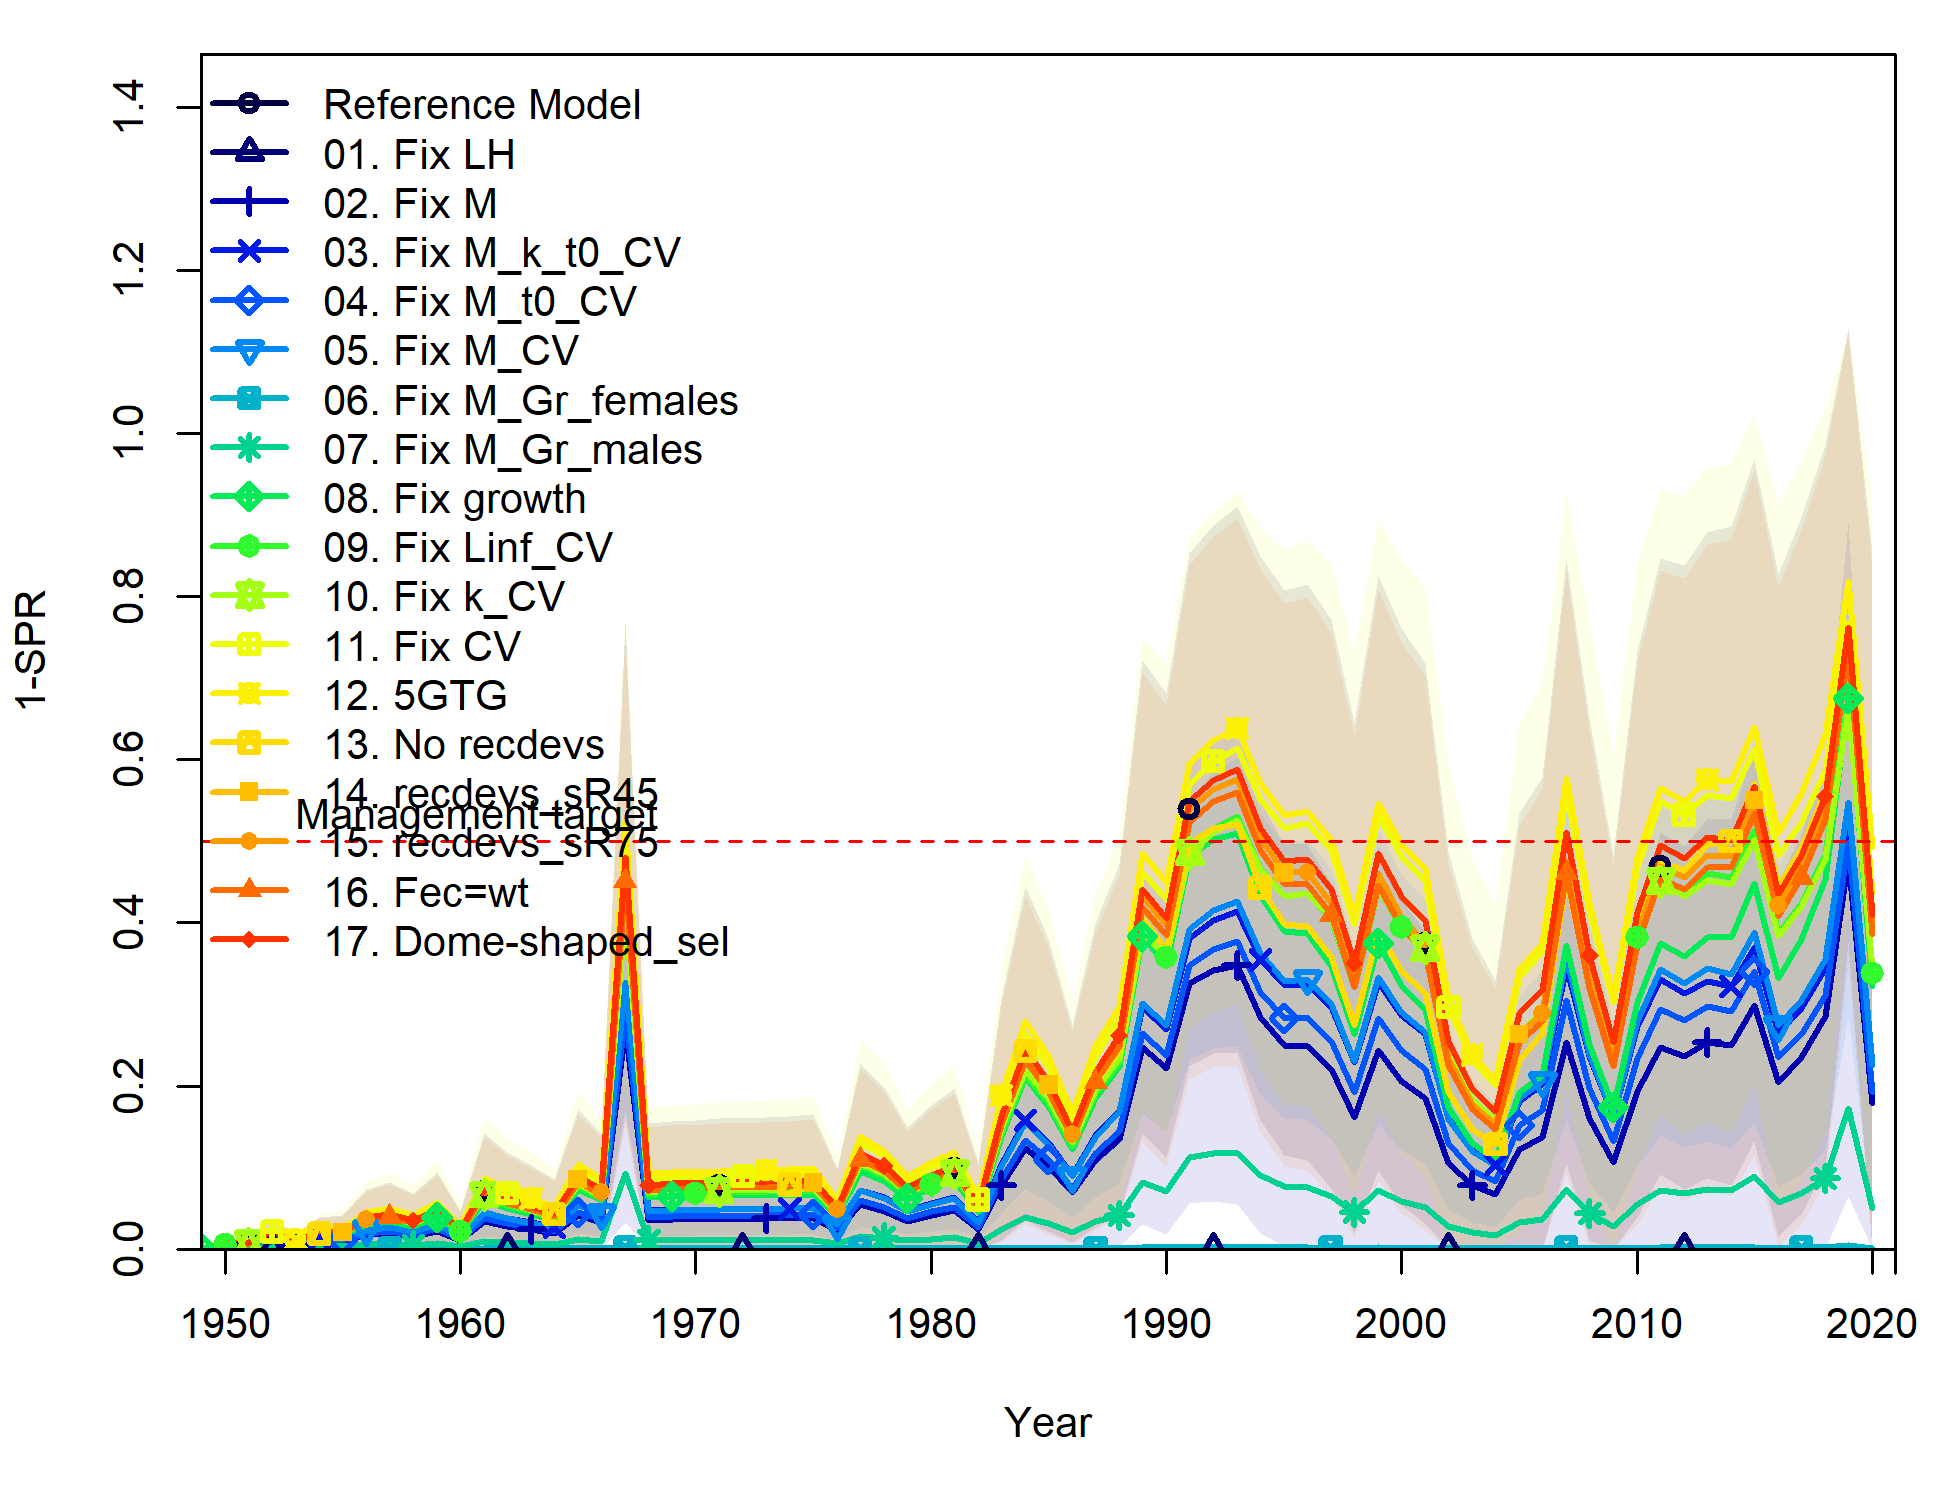 Reference Model
01. Fix LH
02. Fix M
03. Fix M_k_t0_CV
04. Fix M_t0_CV
05. Fix M_CV
06. Fix M_Gr_females
07. Fix M_Gr_males
08. Fix growth
09. Fix Linf_CV
10. Fix k_CV
11. Fix CV
12. 5GTG
13. No recdevs
14. recdevs_sR45
Management target
15. recdevs_sR75
16. Fec=wt
17. Dome-shaped_sel
1-SPR
1.4
1.2
1.0
0.8
0.6
0.4
0.2
0.0
1950 1960 1970 1980 1990 2000 2010 2020
Year